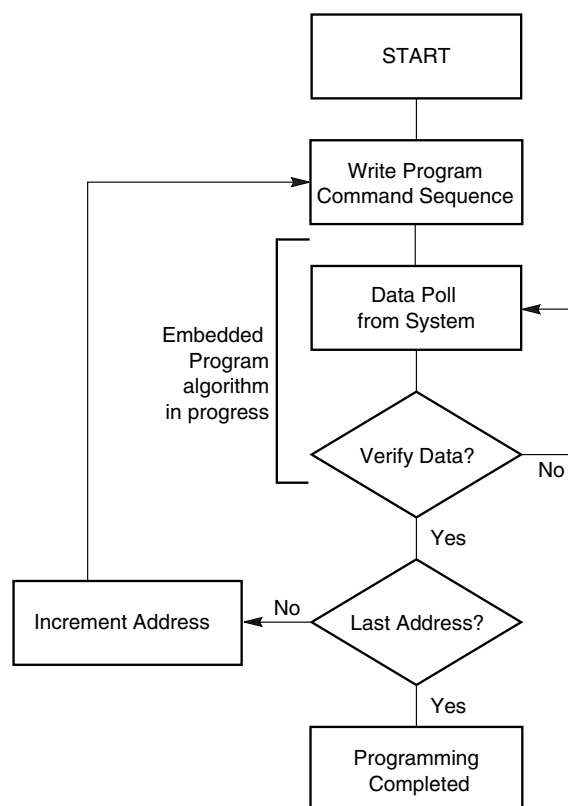 START
Write Program
Command Sequence
Data Poll
from System
Embedded
Program
algorithm
in progress
Verify Data?
No
Yes
Last Address?
No
Increment Address
Yes
Programming
Completed